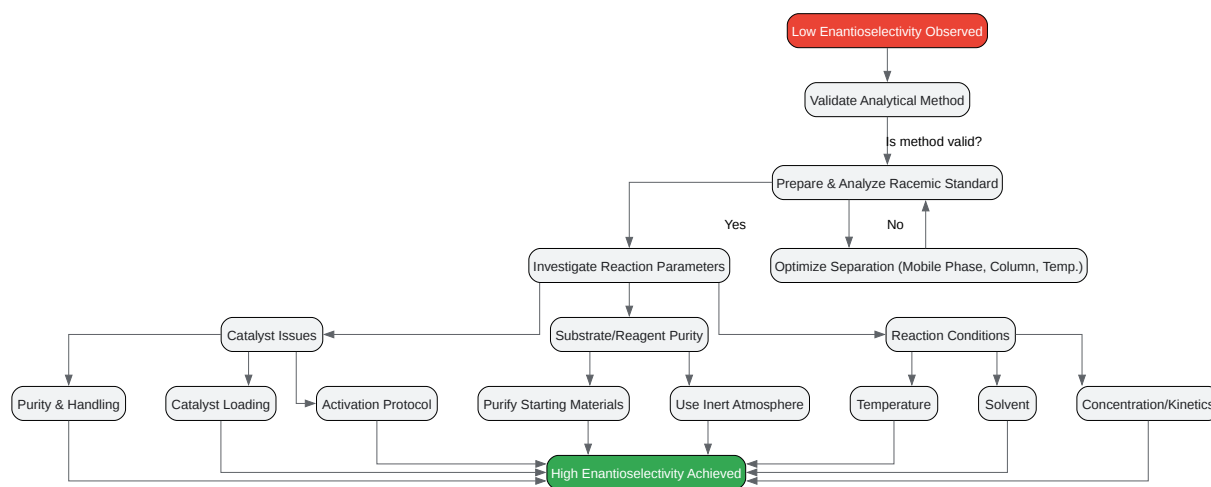 Low Enantioselectivity Observed
Validate Analytical Method
Is method valid?
Prepare & Analyze Racemic Standard
Yes
No
Investigate Reaction Parameters
Optimize Separation (Mobile Phase, Column, Temp.)
Catalyst Issues
Substrate/Reagent Purity
Reaction Conditions
Purity & Handling
Catalyst Loading
Activation Protocol
Purify Starting Materials
Use Inert Atmosphere
Temperature
Solvent
Concentration/Kinetics
High Enantioselectivity Achieved